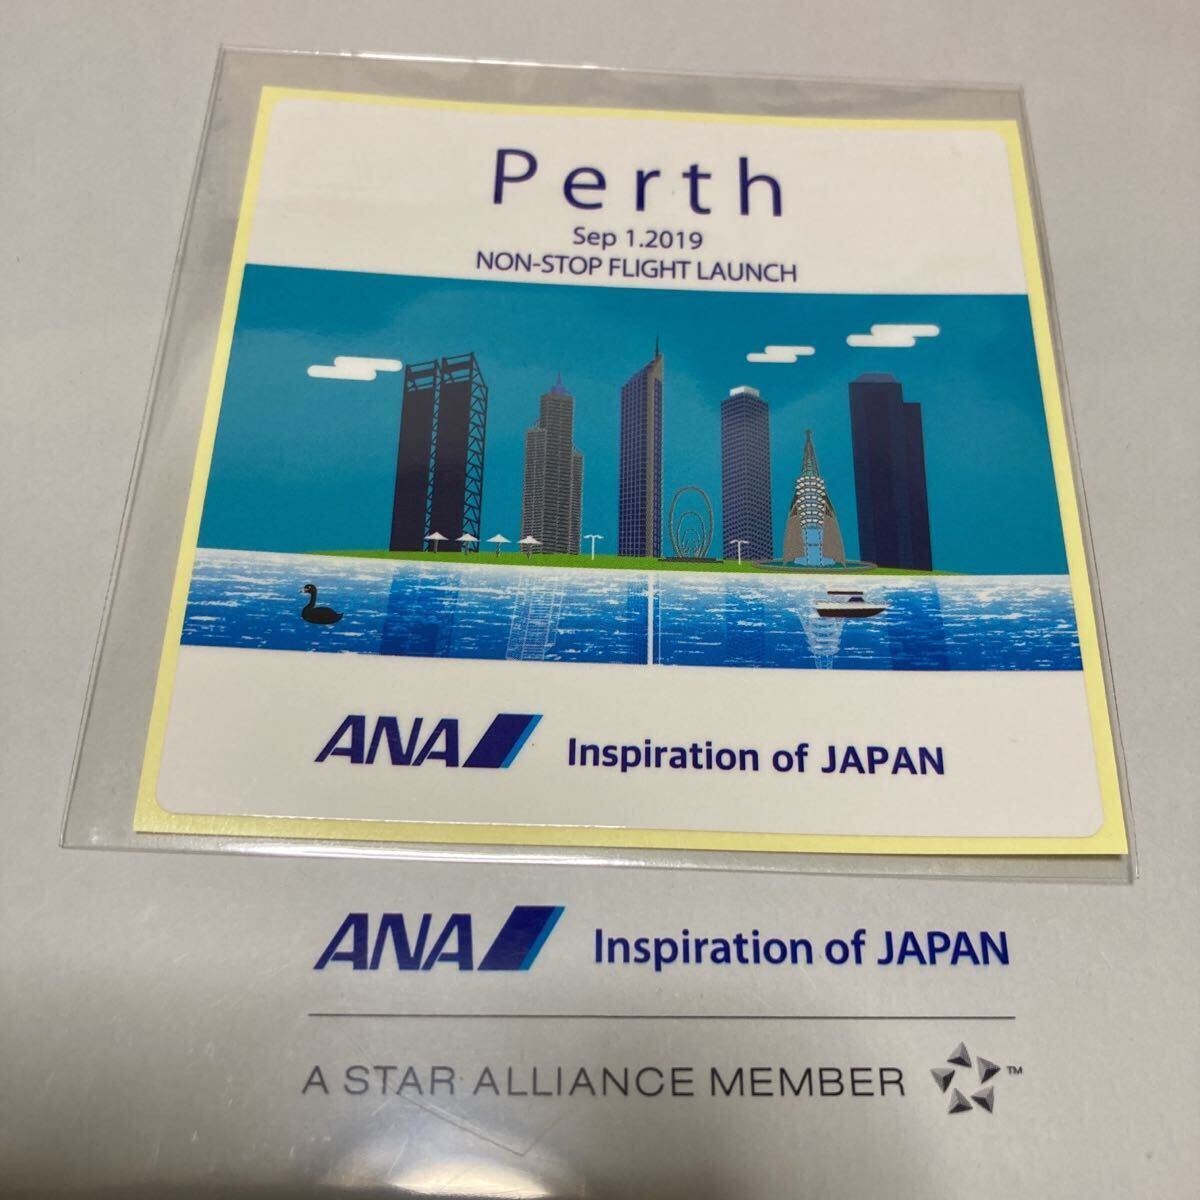 Perth
Sep 1.2019
NON-STOP FLIGHT LAUNCH
ANA Inspiration of JAPAN
ANA Inspiration of JAPAN
A STAR ALLIANCE MEMBER ™